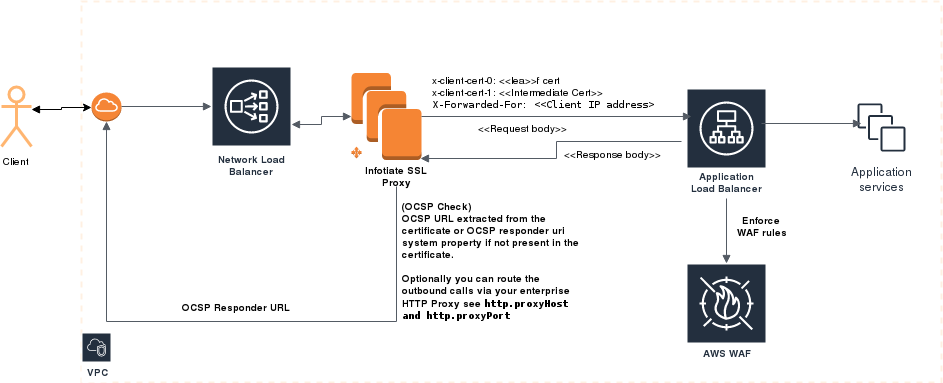 x-client-cert-0: <<lea>>f cert
x-client-cert-1: <<Intermediate Cert>>
X-Forwarded-For: <<Client IP address>>
<<Request body>>
<<Response body>>
Client
Network Load
Balancer
Infotiate SSL
Proxy
Application
Load Balancer
Application
services
(OCSP Check)
OCSP URL extracted from the
certificate or OCSP responder uri
system property if not present in the
certificate.
Optionally you can route the
outbound calls via your enterprise
HTTP Proxy see http.proxyHost
and http.proxyPort
Enforce
WAF rules
OCSP Responder URL
AWS WAF
VPC